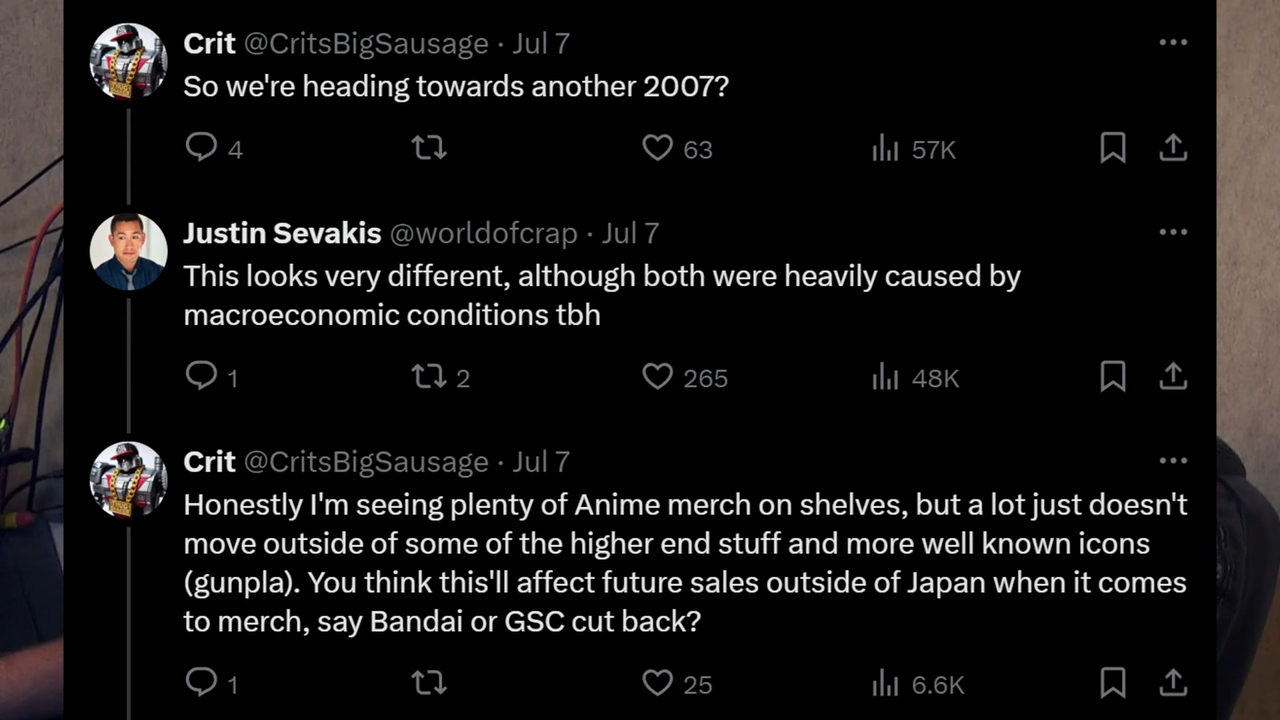 Crit @CritsBigSausage · Jul 7
So we're heading towards another 2007?
4 63 57K
Justin Sevakis @worldofcrap · Jul 7
This looks very different, although both were heavily caused by
macroeconomic conditions tbh
1 2 265 48K
Crit @CritsBigSausage · Jul 7
Honestly I'm seeing plenty of Anime merch on shelves, but a lot just doesn't
move outside of some of the higher end stuff and more well known icons
(gunpla). You think this'll affect future sales outside of Japan when it comes
to merch, say Bandai or GSC cut back?
1 25 6.6K